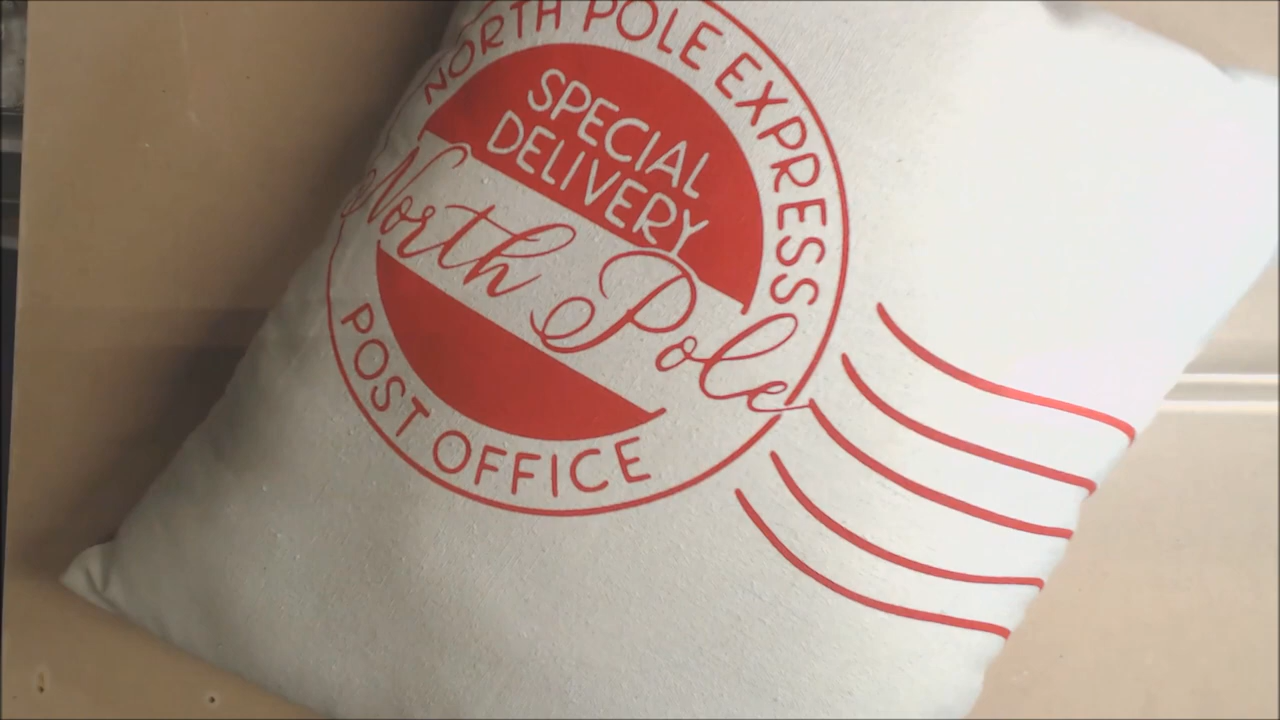 NORTH POLE EXPRESS
SPECIAL
DELIVERY
North Pole
POST OFFICE